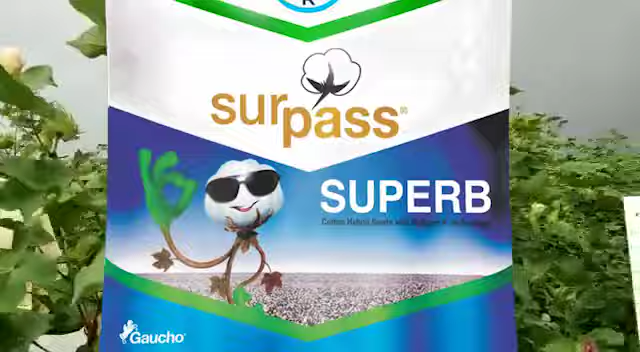 R
surpass®
SUPERB
Cotton Hybrid Seeds with
Gaucho®